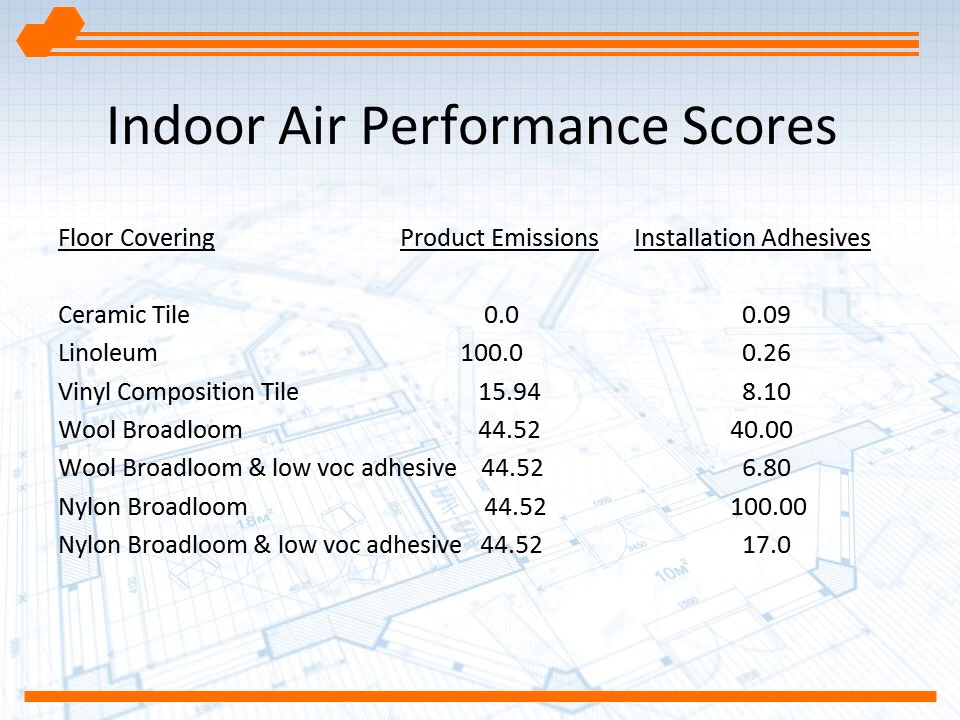 Indoor Air Performance Scores
Floor Covering Product Emissions Installation Adhesives
Ceramic Tile 0.0 0.09
Linoleum 100.0 0.26
Vinyl Composition Tile 15.94 8.10
Wool Broadloom 44.52 40.00
Wool Broadloom & low voc adhesive 44.52 6.80
Nylon Broadloom 44.52 100.00
Nylon Broadloom & low voc adhesive 44.52 17.0
18м²
10м²